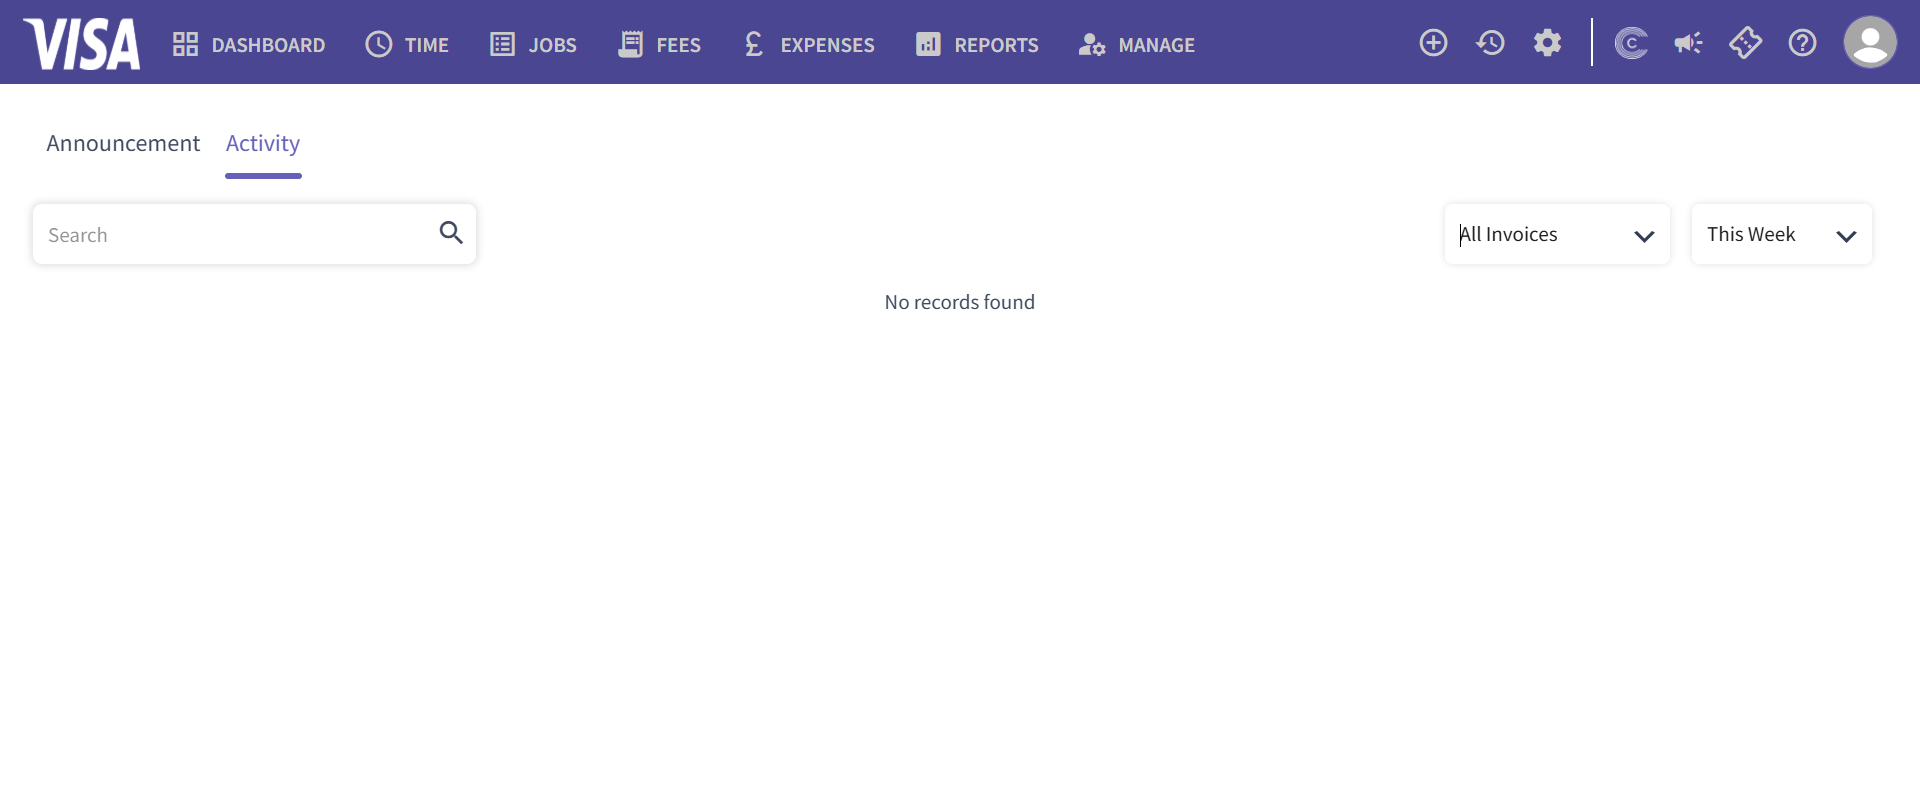 VISA DASHBOARD TIME JOBS FEES EXPENSES REPORTS MANAGE
Announcement Activity
Search All Invoices This Week
No records found